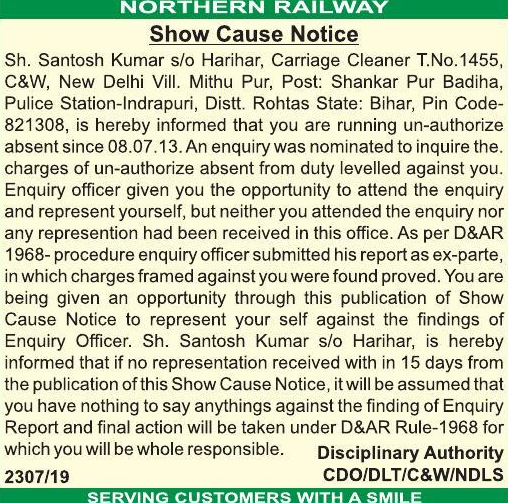 NORTHERN RAILWAY
Show Cause Notice
Sh. Santosh Kumar s/o Harihar, Carriage Cleaner T.No.1455,
C&W, New Delhi Vill. Mithu Pur, Post: Shankar Pur Badiha,
Pulice Station-Indrapuri, Distt. Rohtas State: Bihar, Pin Code-
821308, is hereby informed that you are running un-authorize
absent since 08.07.13. An enquiry was nominated to inquire the.
charges of un-authorize absent from duty levelled against you.
Enquiry officer given you the opportunity to attend the enquiry
and represent yourself, but neither you attended the enquiry nor
any represention had been received in this office. As per D&AR
1968- procedure enquiry officer submitted his report as ex-parte,
in which charges framed against you were found proved. You are
being given an opportunity through this publication of Show
Cause Notice to represent your self against the findings of
Enquiry Officer. Sh. Santosh Kumar s/o Harihar, is hereby
informed that if no representation received with in 15 days from
the publication of this Show Cause Notice, it will be assumed that
you have nothing to say anythings against the finding of Enquiry
Report and final action will be taken under D&AR Rule-1968 for
which you will be whole responsible. Disciplinary Authority
2307/19 CDO/DLT/C&W/NDLS
SERVING CUSTOMERS WITH A SMILE